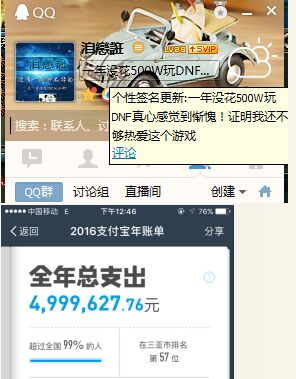 QQ
泪惹班
WEB SVIP
一年没花500W玩DNF...
个性签名更新:一年没花500W玩
DNF真心感觉到惭愧！证明我还不
够热爱这个游戏
评论
搜索：联系人、讨
QQ群
讨论组
直播间
创建
中国移动 E
下午12:46
76%
返回
2016支付宝年账单
分享
全年总支出
4,999,627.76元
超过全国 99% 的人
在三亚市排名
第 57 位